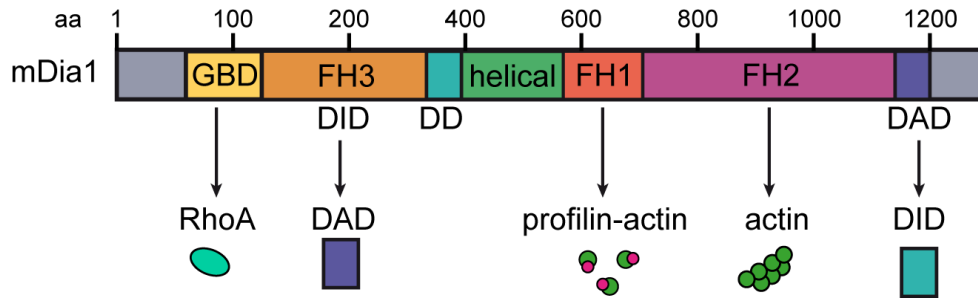 aa 1 100 200 400 600 800 1000 1200
mDia1 GBD FH3 helical FH1 FH2
DID DD DAD
RhoA DAD profilin-actin actin DID